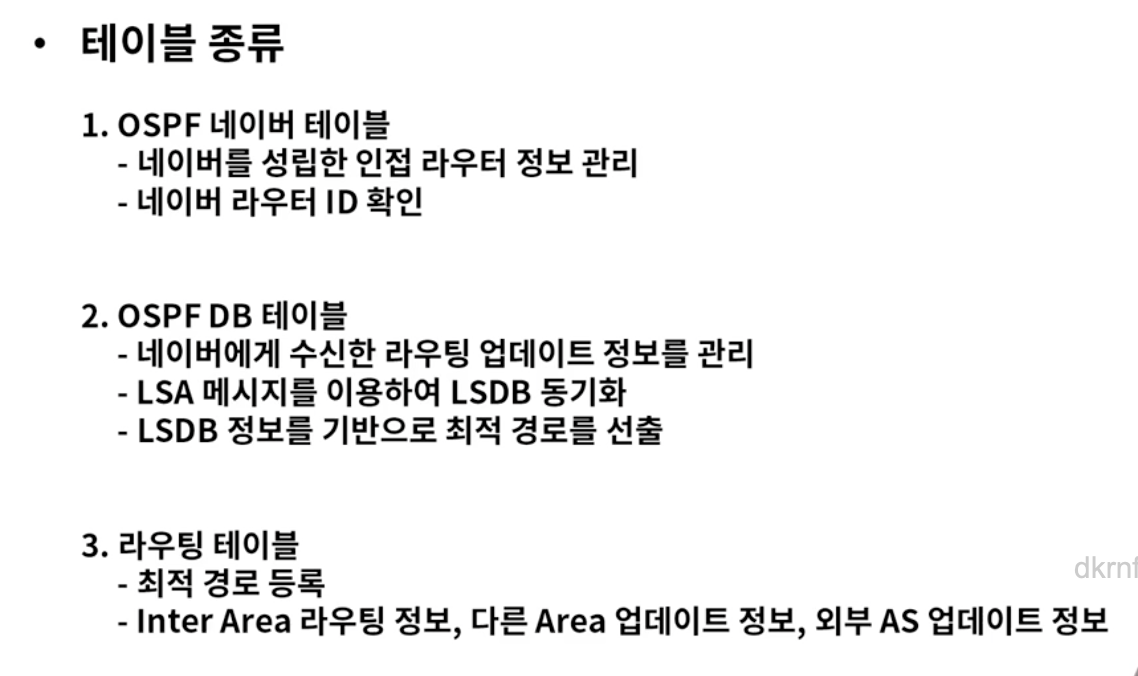 • 테이블 종류
1. OSPF 네이버 테이블
- 네이버를 성립한 인접 라우터 정보 관리
- 네이버 라우터 ID 확인
2. OSPF DB 테이블
- 네이버에게 수신한 라우팅 업데이트 정보를 관리
- LSA 메시지를 이용하여 LSDB 동기화
- LSDB 정보를 기반으로 최적 경로를 선출
3. 라우팅 테이블
- 최적 경로 등록
- Inter Area 라우팅 정보, 다른 Area 업데이트 정보, 외부 AS 업데이트 정보